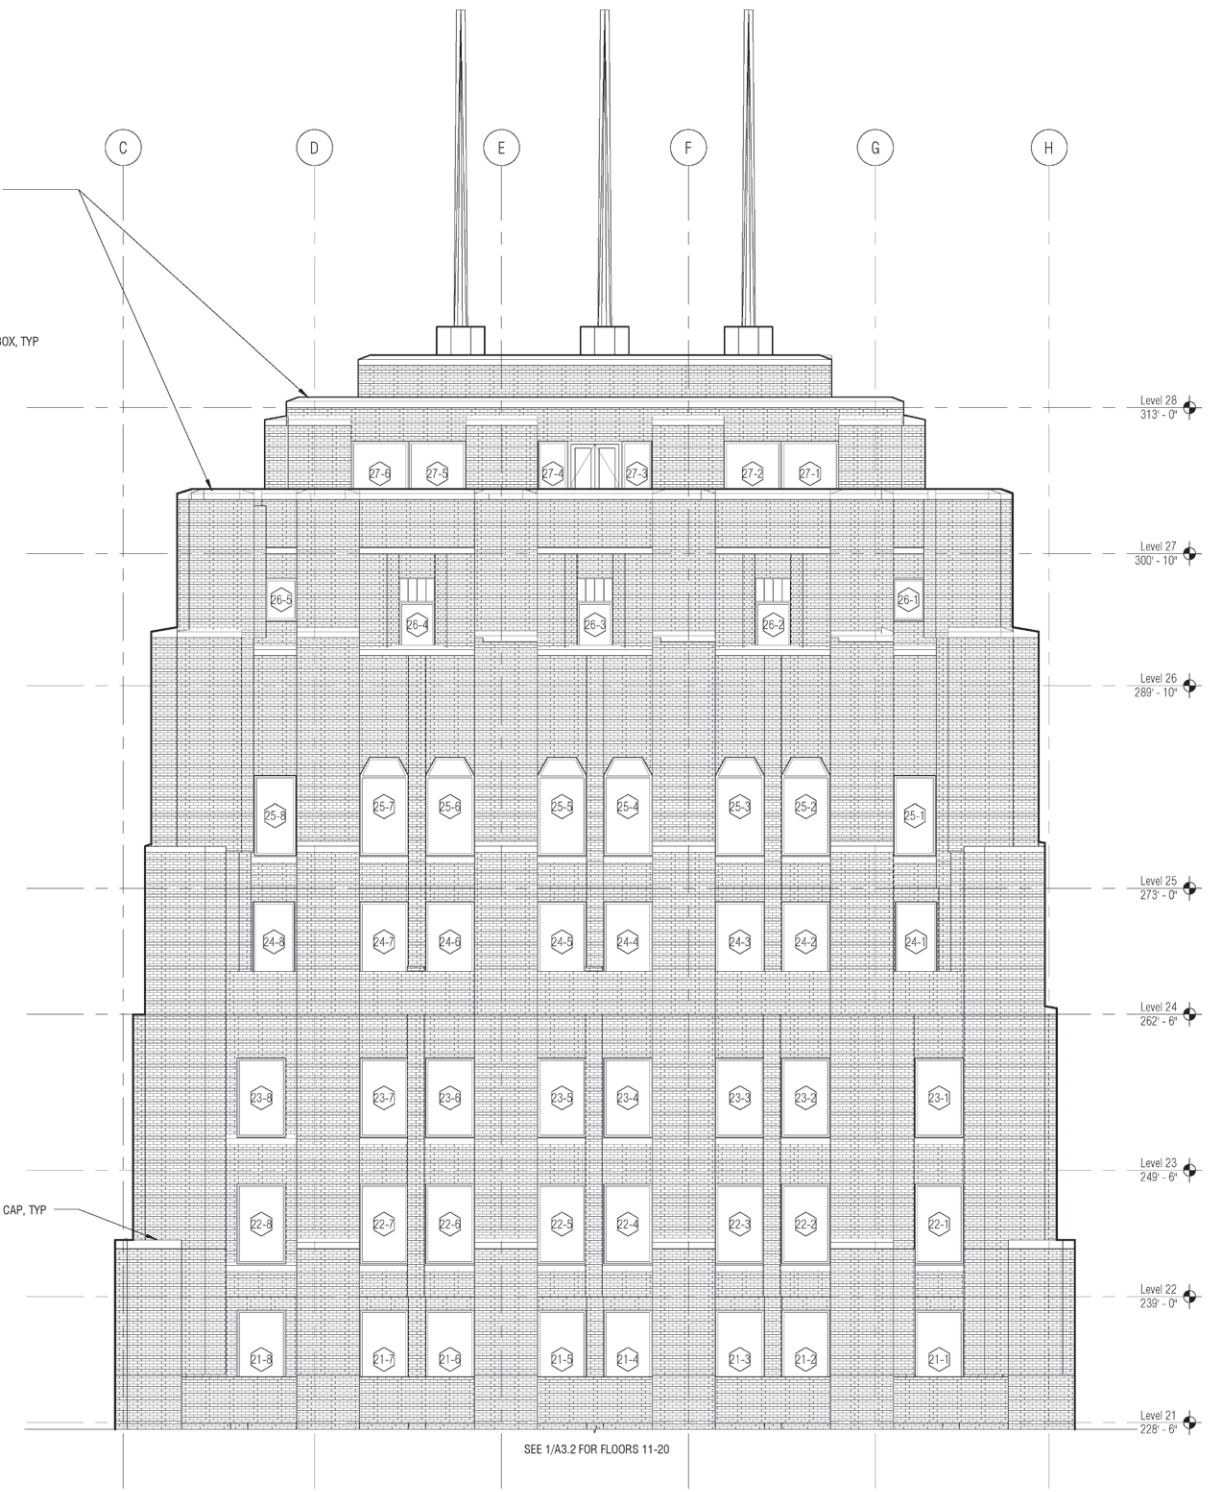 C D E F G H
BOX, TYP
Level 28
313' - 0"
27-6 27-5 27-4 27-3 27-2 27-1
Level 27
300' - 10"
26-5 26-1
26-4 26-3 26-2
Level 26
289' - 10"
25-8 25-7 25-6 25-5 25-4 25-3 25-2 25-1
Level 25
273' - 0"
24-8 24-7 24-6 24-5 24-4 24-3 24-2 24-1
Level 24
262' - 6"
23-8 23-7 23-6 23-5 23-4 23-3 23-2 23-1
Level 23
249' - 6"
CAP, TYP
22-8 22-7 22-6 22-5 22-4 22-3 22-2 22-1
Level 22
239' - 0"
21-8 21-7 21-6 21-5 21-4 21-3 21-2 21-1
Level 21
228' - 6"
SEE 1/A3.2 FOR FLOORS 11-20